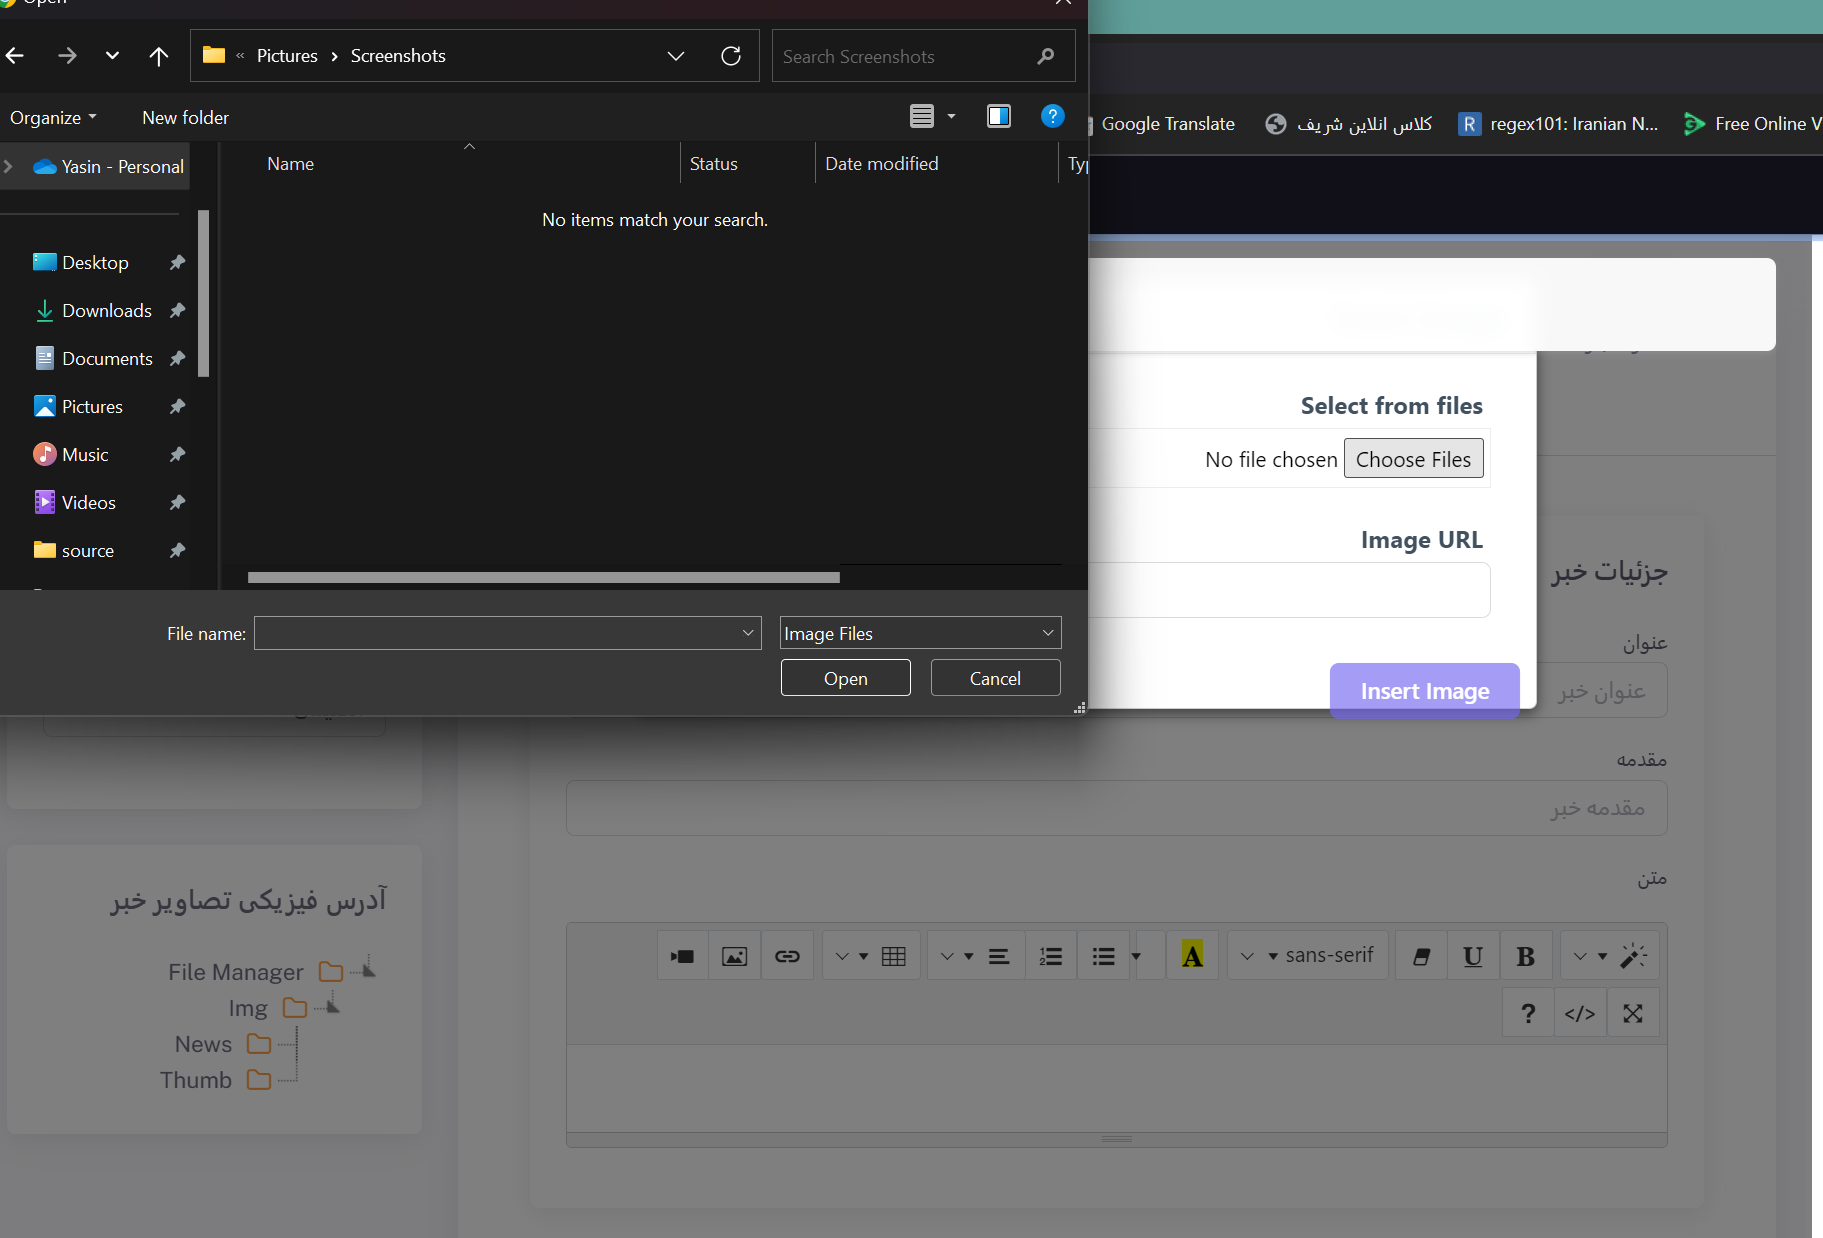 Open
« Pictures › Screenshots
Search Screenshots
Organize
New folder
Google Translate
کلاس انلاین شریف
R
regex101: Iranian N...
Free Online V
Yasin - Personal
Name
Status
Date modified
Typ
No items match your search.
Desktop
Downloads
Documents
Pictures
Music
Videos
source
File name:
Image Files
Open
Cancel
Select from files
No file chosen
Choose Files
Image URL
Insert Image
جزئیات خبر
عنوان
عنوان خبر
مقدمه
مقدمه خبر
متن
sans-serif
A
U
B
?
</>
آدرس فیزیکی تصاویر خبر
File Manager
Img
News
Thumb